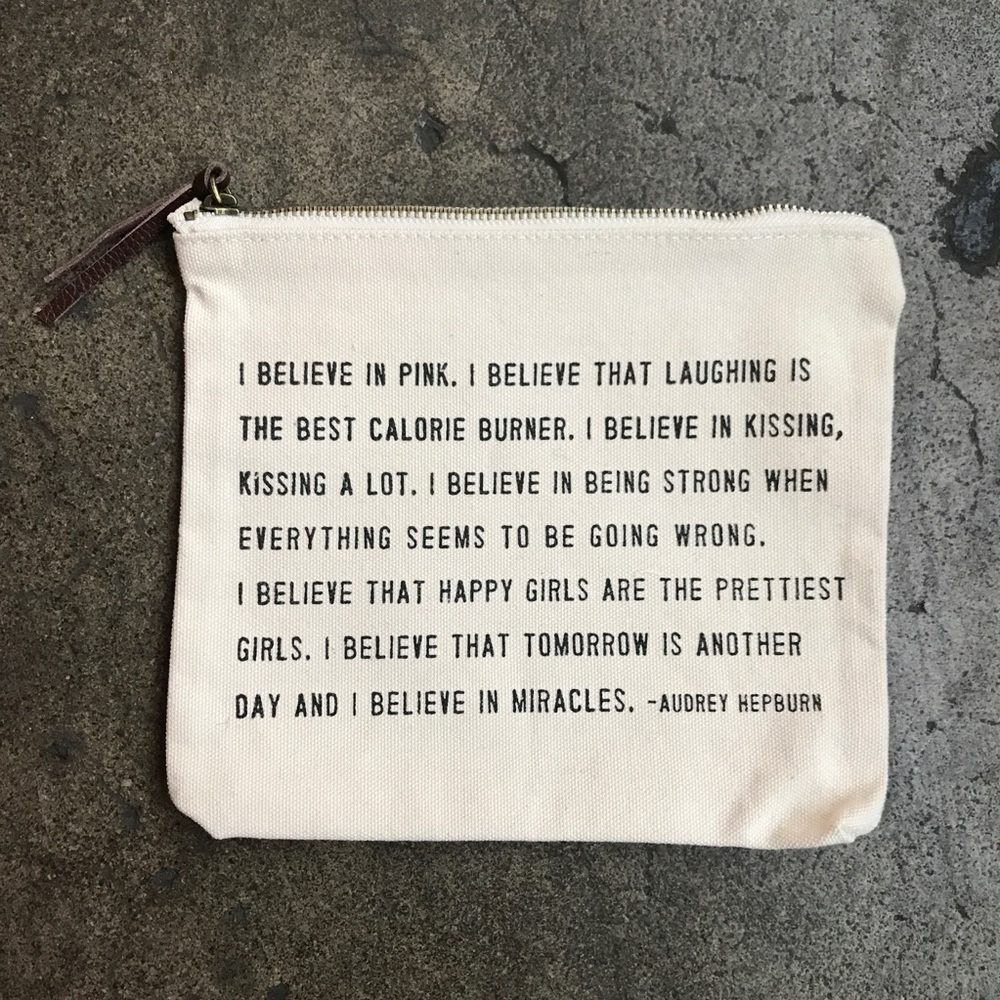 I BELIEVE IN PINK. I BELIEVE THAT LAUGHING IS
THE BEST CALORIE BURNER. I BELIEVE IN KISSING,
KISSING A LOT. I BELIEVE IN BEING STRONG WHEN
EVERYTHING SEEMS TO BE GOING WRONG.
I BELIEVE THAT HAPPY GIRLS ARE THE PRETTIEST
GIRLS. I BELIEVE THAT TOMORROW IS ANOTHER
DAY AND I BELIEVE IN MIRACLES. -AUDREY HEPBURN